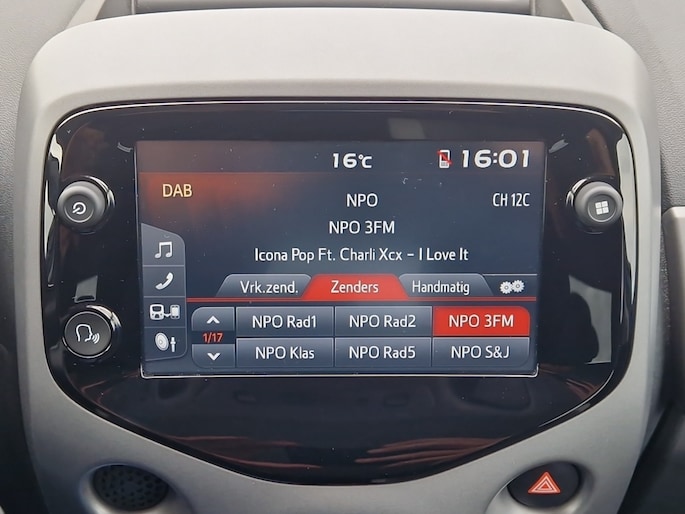 16°c 16:01
DAB
NPO CH 12C
NPO 3FM
Icona Pop Ft. Charli Xcx - I Love It
Vrk.zend. Zenders Handmatig
NPO Rad1 NPO Rad2 NPO 3FM
1/17
NPO Klas NPO Rad5 NPO S&J